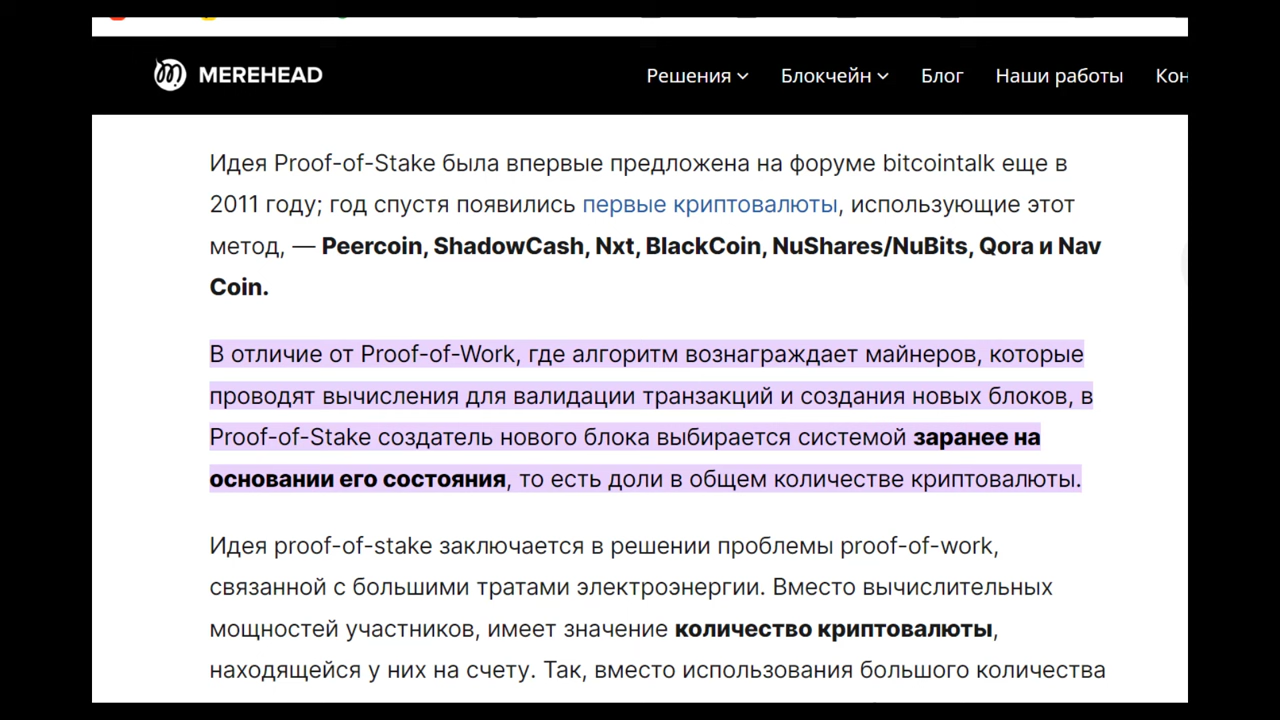 MEREHEAD
Решения
Блокчейн
Блог
Наши работы
Кон
Идея Proof-of-Stake была впервые предложена на форуме bitcointalk еще в
2011 году; год спустя появились первые криптовалюты, использующие этот
метод, — Peercoin, ShadowCash, Nxt, BlackCoin, NuShares/NuBits, Qora и Nav
Coin.
В отличие от Proof-of-Work, где алгоритм вознаграждает майнеров, которые
проводят вычисления для валидации транзакций и создания новых блоков, в
Proof-of-Stake создатель нового блока выбирается системой заранее на
основании его состояния, то есть доли в общем количестве криптовалюты.
Идея proof-of-stake заключается в решении проблемы proof-of-work,
связанной с большими тратами электроэнергии. Вместо вычислительных
мощностей участников, имеет значение количество криптовалюты,
находящейся у них на счету. Так, вместо использования большого количества